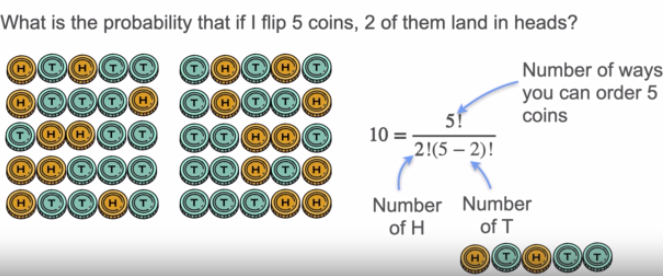 What is the probability that if I flip 5 coins, 2 of them land in heads?
H T H T T
H T T T H
T H H T T
H H T T T
H T T H T
T H T H T
T H T T H
T T H H T
T T H T H
T T T H H
10 = 5! / 2!(5 – 2)!
Number of ways
you can order 5
coins
Number
of H
Number
of T
H T H T T